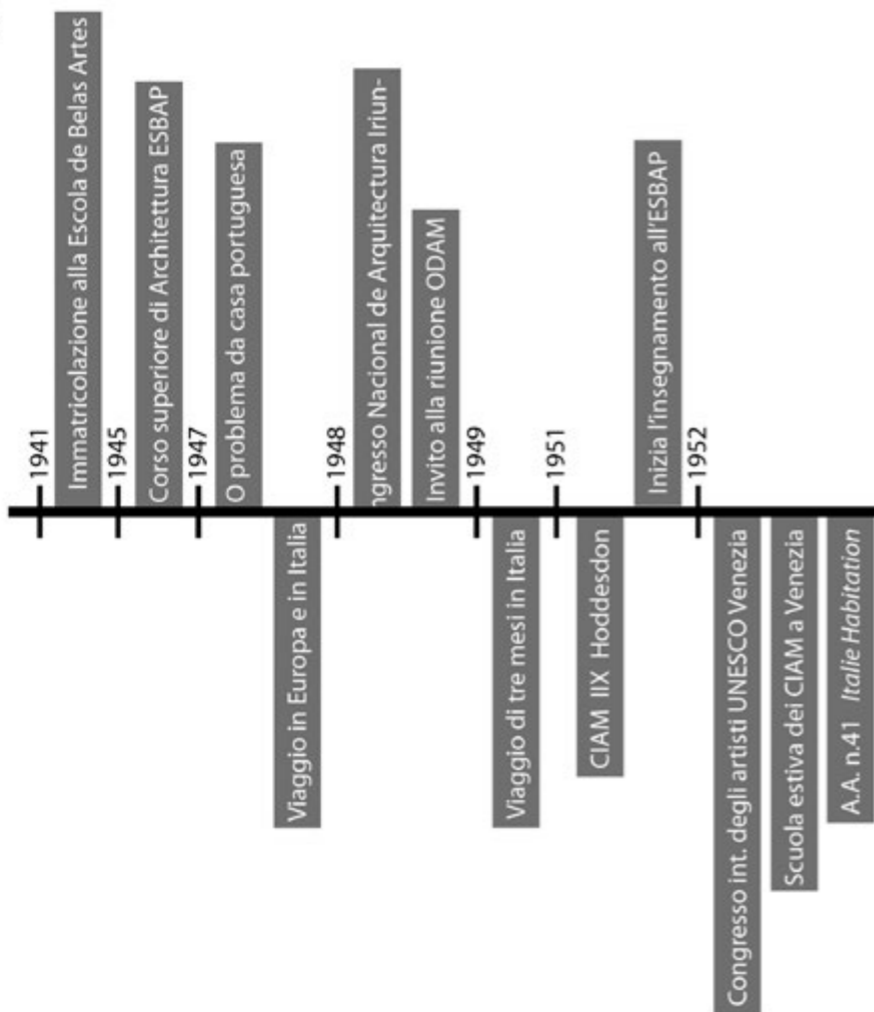 1941
Immatricolazione alla Escola de Belas Artes
1945
Corso superiore di Architettura ESBAP
1947
O problema da casa portuguesa
Viaggio in Europa e in Italia
1948
ngresso Nacional de Arquitectura Iriun-
Invito alla riunione ODAM
1949
Viaggio di tre mesi in Italia
1951
CIAM IIX Hoddesdon
Inizia l'insegnamento all'ESBAP
1952
Congresso int. degli artisti UNESCO Venezia
Scuola estiva dei CIAM a Venezia
A.A. n.41 Italie Habitation